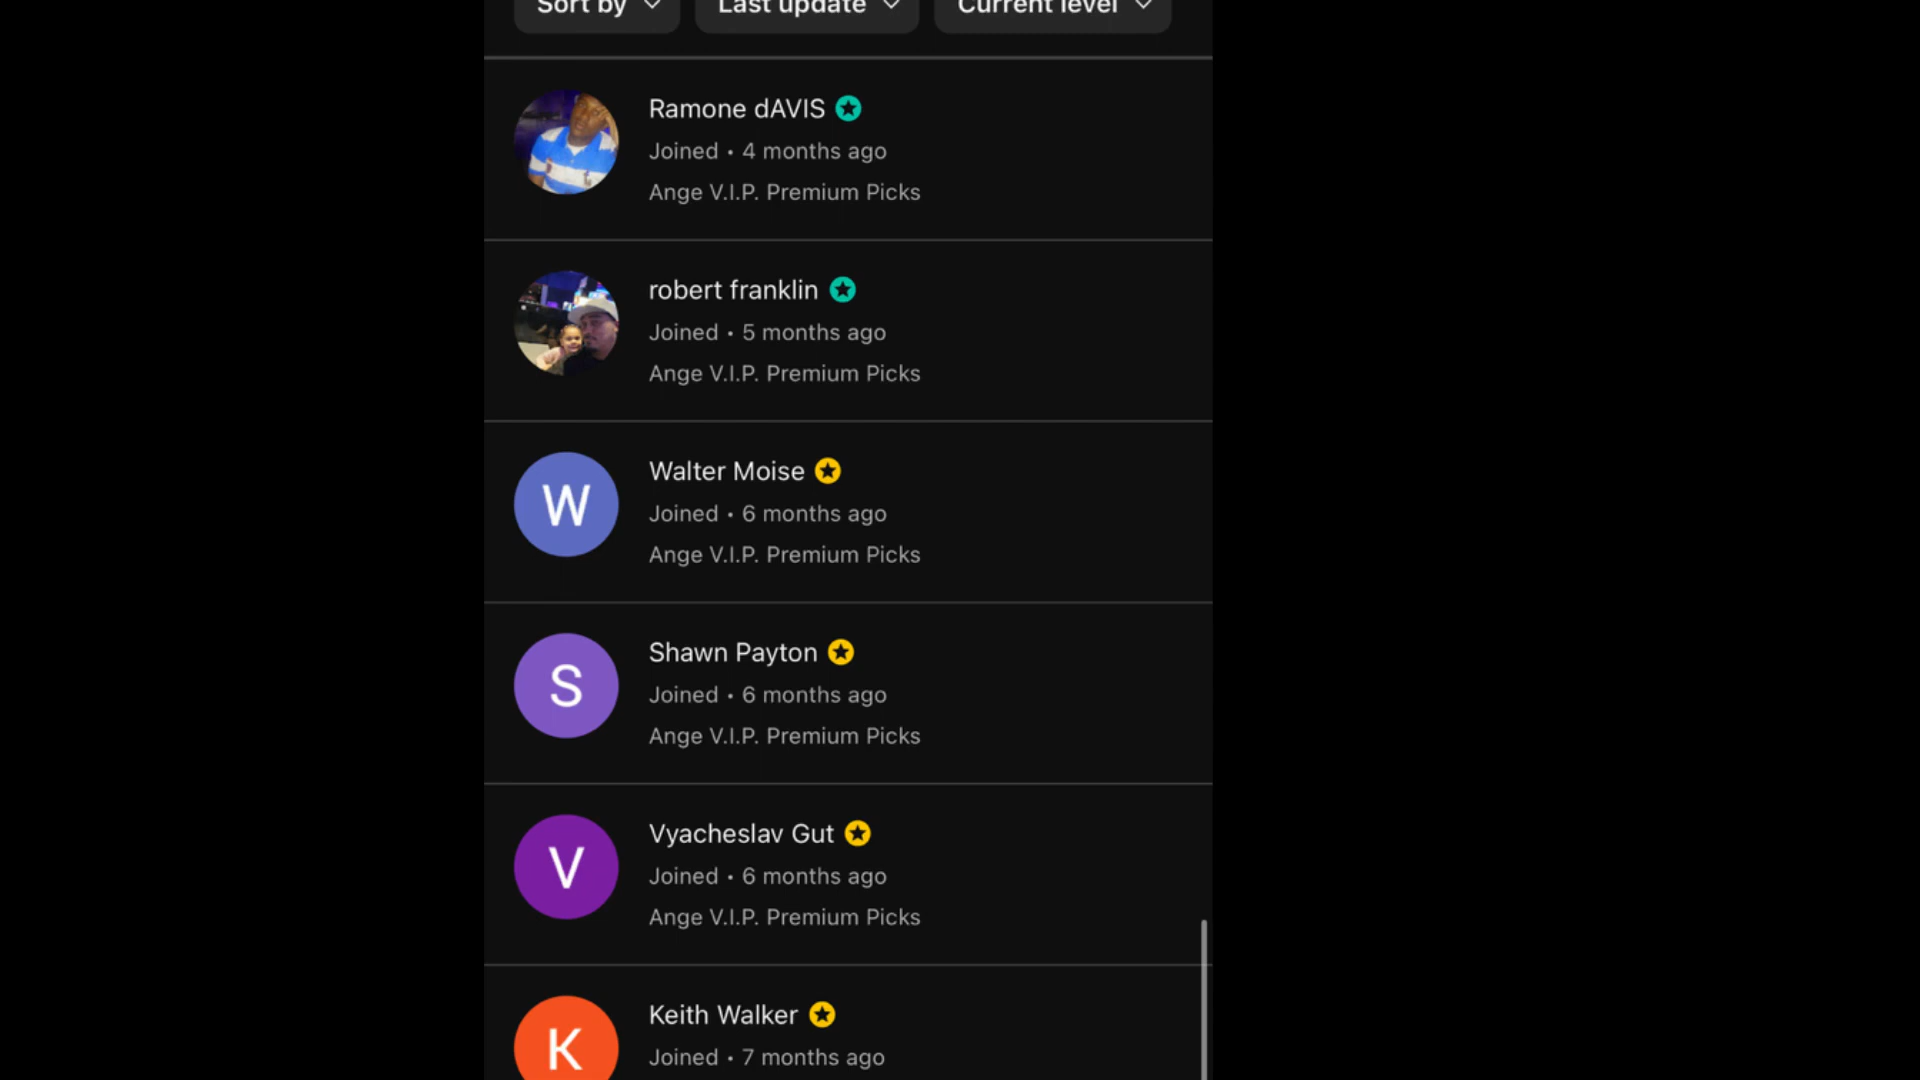 Sort by Last update Current level
Ramone dAVIS
Joined • 4 months ago
Ange V.I.P. Premium Picks
robert franklin
Joined • 5 months ago
Ange V.I.P. Premium Picks
W
Walter Moise
Joined • 6 months ago
Ange V.I.P. Premium Picks
S
Shawn Payton
Joined • 6 months ago
Ange V.I.P. Premium Picks
V
Vyacheslav Gut
Joined • 6 months ago
Ange V.I.P. Premium Picks
K
Keith Walker
Joined • 7 months ago